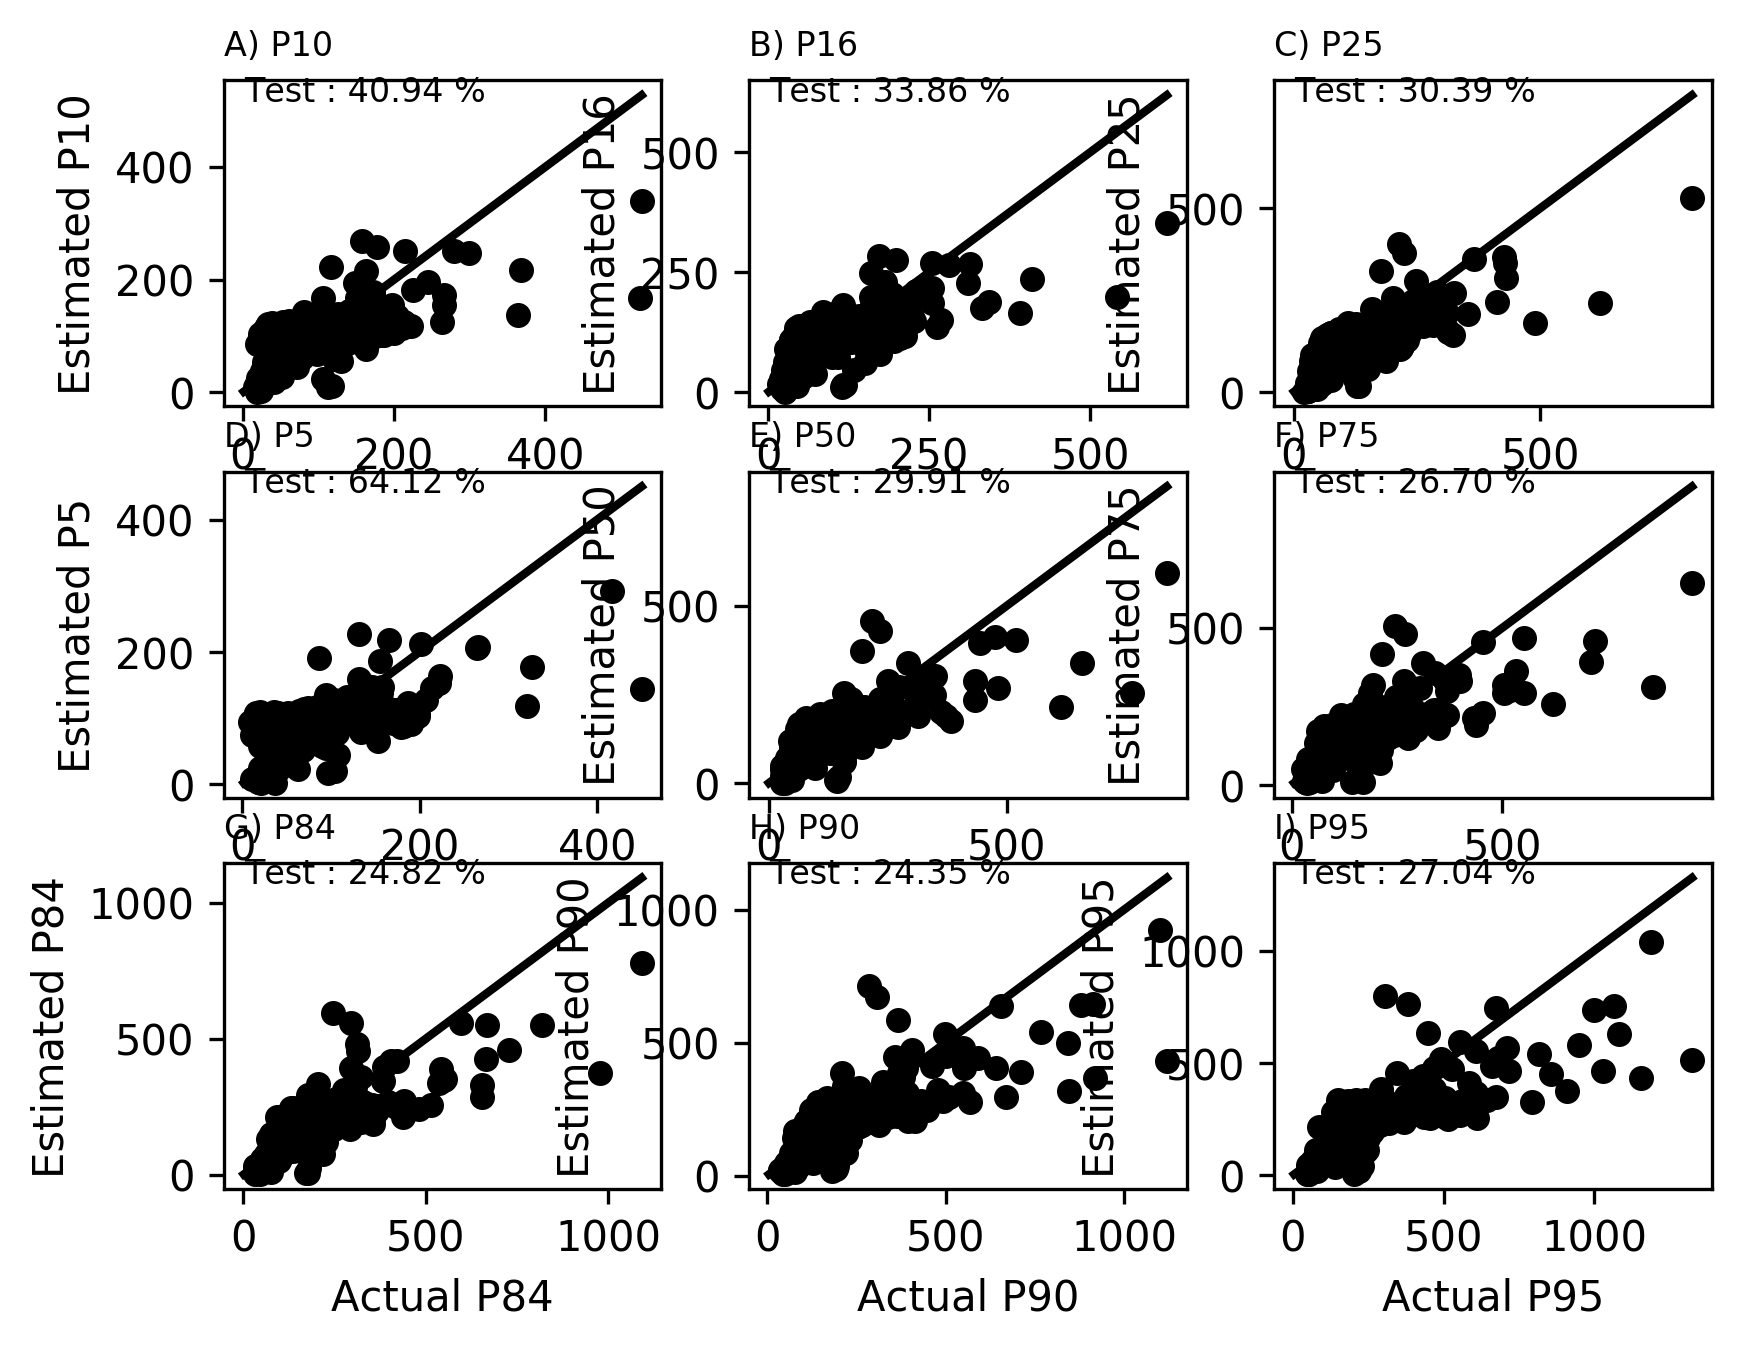 A) P10
Test : 40.94 %
Estimated P10
400
200
0
0
200
400
B) P16
Test : 33.86 %
Estimated P16
500
250
0
0
250
500
C) P25
Test : 30.39 %
Estimated P25
500
0
0
500
D) P5
Test : 64.12 %
Estimated P5
400
200
0
0
200
400
E) P50
Test : 29.91 %
Estimated P50
500
0
0
500
F) P75
Test : 26.70 %
Estimated P75
500
0
0
500
G) P84
Test : 24.82 %
Estimated P84
1000
500
0
0
500
1000
Actual P84
H) P90
Test : 24.35 %
Estimated P90
1000
500
0
0
500
1000
Actual P90
I) P95
Test : 27.04 %
Estimated P95
1000
500
0
0
500
1000
Actual P95